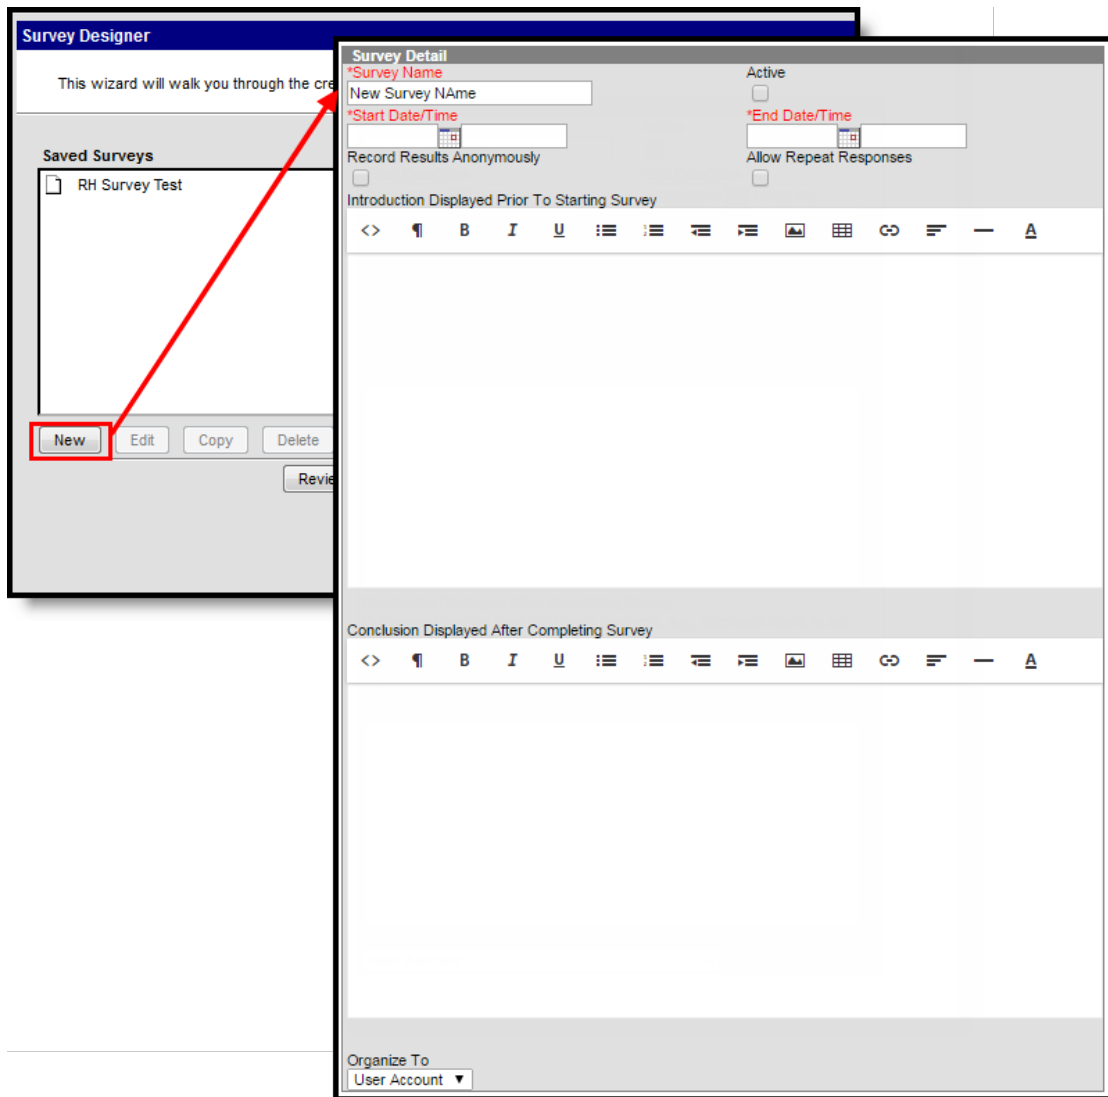 Survey Designer
This wizard will walk you through the cre
Saved Surveys
RH Survey Test
New Edit Copy Delete
Revie
Survey Detail
*Survey Name Active
New Survey NAme
*Start Date/Time *End Date/Time
Record Results Anonymously Allow Repeat Responses
Introduction Displayed Prior To Starting Survey
<> ¶ B I U A
Conclusion Displayed After Completing Survey
<> ¶ B I U A
Organize To
User Account ▼